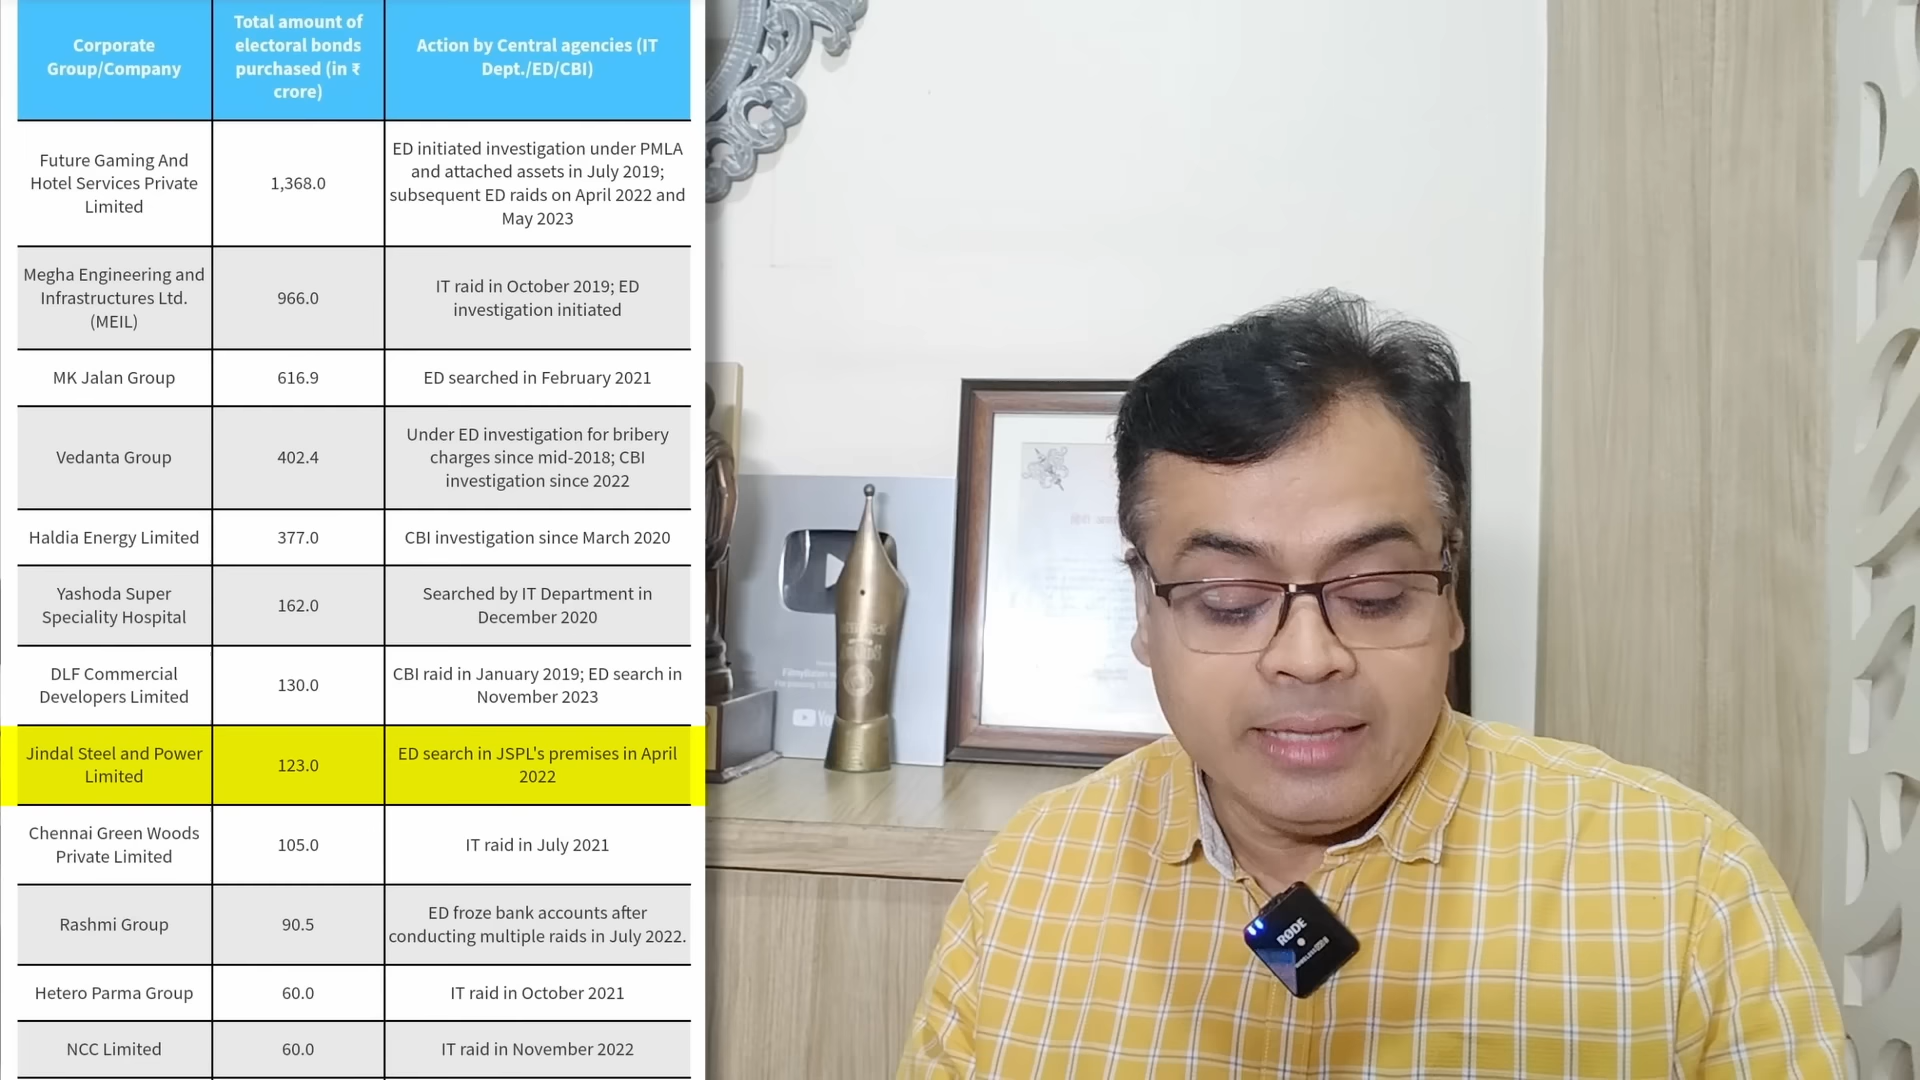 Corporate
Group/Company
Total amount of
electoral bonds
purchased (in ₹
crore)
Action by Central agencies (IT
Dept./ED/CBI)
Future Gaming And
Hotel Services Private
Limited
1,368.0
ED initiated investigation under PMLA
and attached assets in July 2019;
subsequent ED raids on April 2022 and
May 2023
Megha Engineering and
Infrastructures Ltd.
(MEIL)
966.0
IT raid in October 2019; ED
investigation initiated
MK Jalan Group
616.9
ED searched in February 2021
Vedanta Group
402.4
Under ED investigation for bribery
charges since mid-2018; CBI
investigation since 2022
Haldia Energy Limited
377.0
CBI investigation since March 2020
Yashoda Super
Speciality Hospital
162.0
Searched by IT Department in
December 2020
DLF Commercial
Developers Limited
130.0
CBI raid in January 2019; ED search in
November 2023
Jindal Steel and Power
Limited
123.0
ED search in JSPL's premises in April
2022
Chennai Green Woods
Private Limited
105.0
IT raid in July 2021
Rashmi Group
90.5
ED froze bank accounts after
conducting multiple raids in July 2022.
Hetero Parma Group
60.0
IT raid in October 2021
NCC Limited
60.0
IT raid in November 2022
RODE